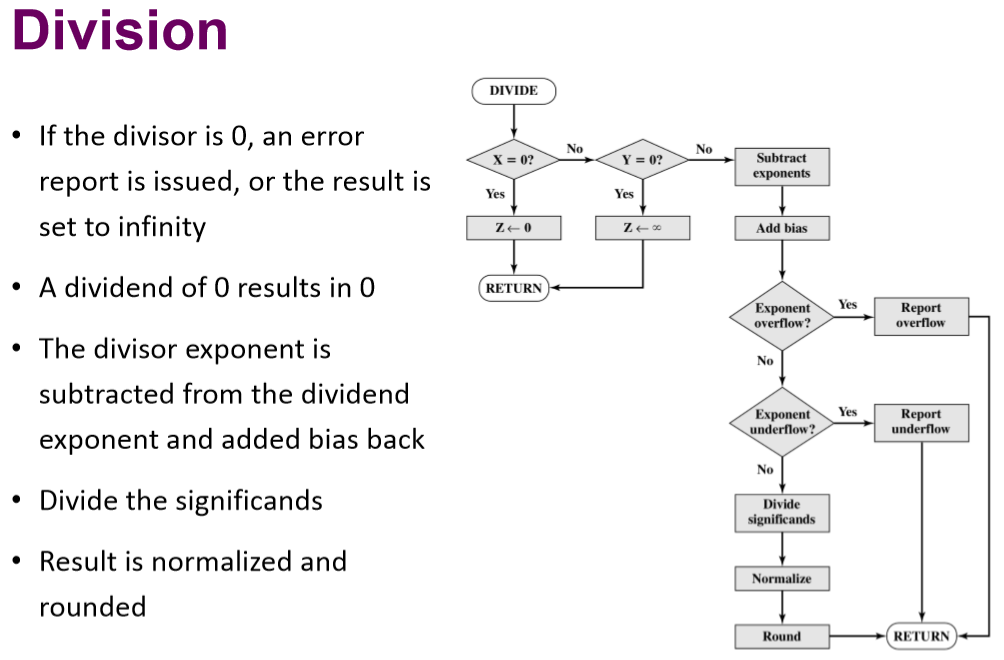 Division
• If the divisor is 0, an error
report is issued, or the result is
set to infinity
• A dividend of 0 results in 0
• The divisor exponent is
subtracted from the dividend
exponent and added bias back
• Divide the significands
• Result is normalized and
rounded
DIVIDE
X = 0?
No
Y = 0?
No
Subtract
exponents
Yes
Yes
Z ← 0
Z ← ∞
Add bias
RETURN
Exponent
overflow?
Yes
Report
overflow
No
Exponent
underflow?
Yes
Report
underflow
No
Divide
significands
Normalize
Round
RETURN